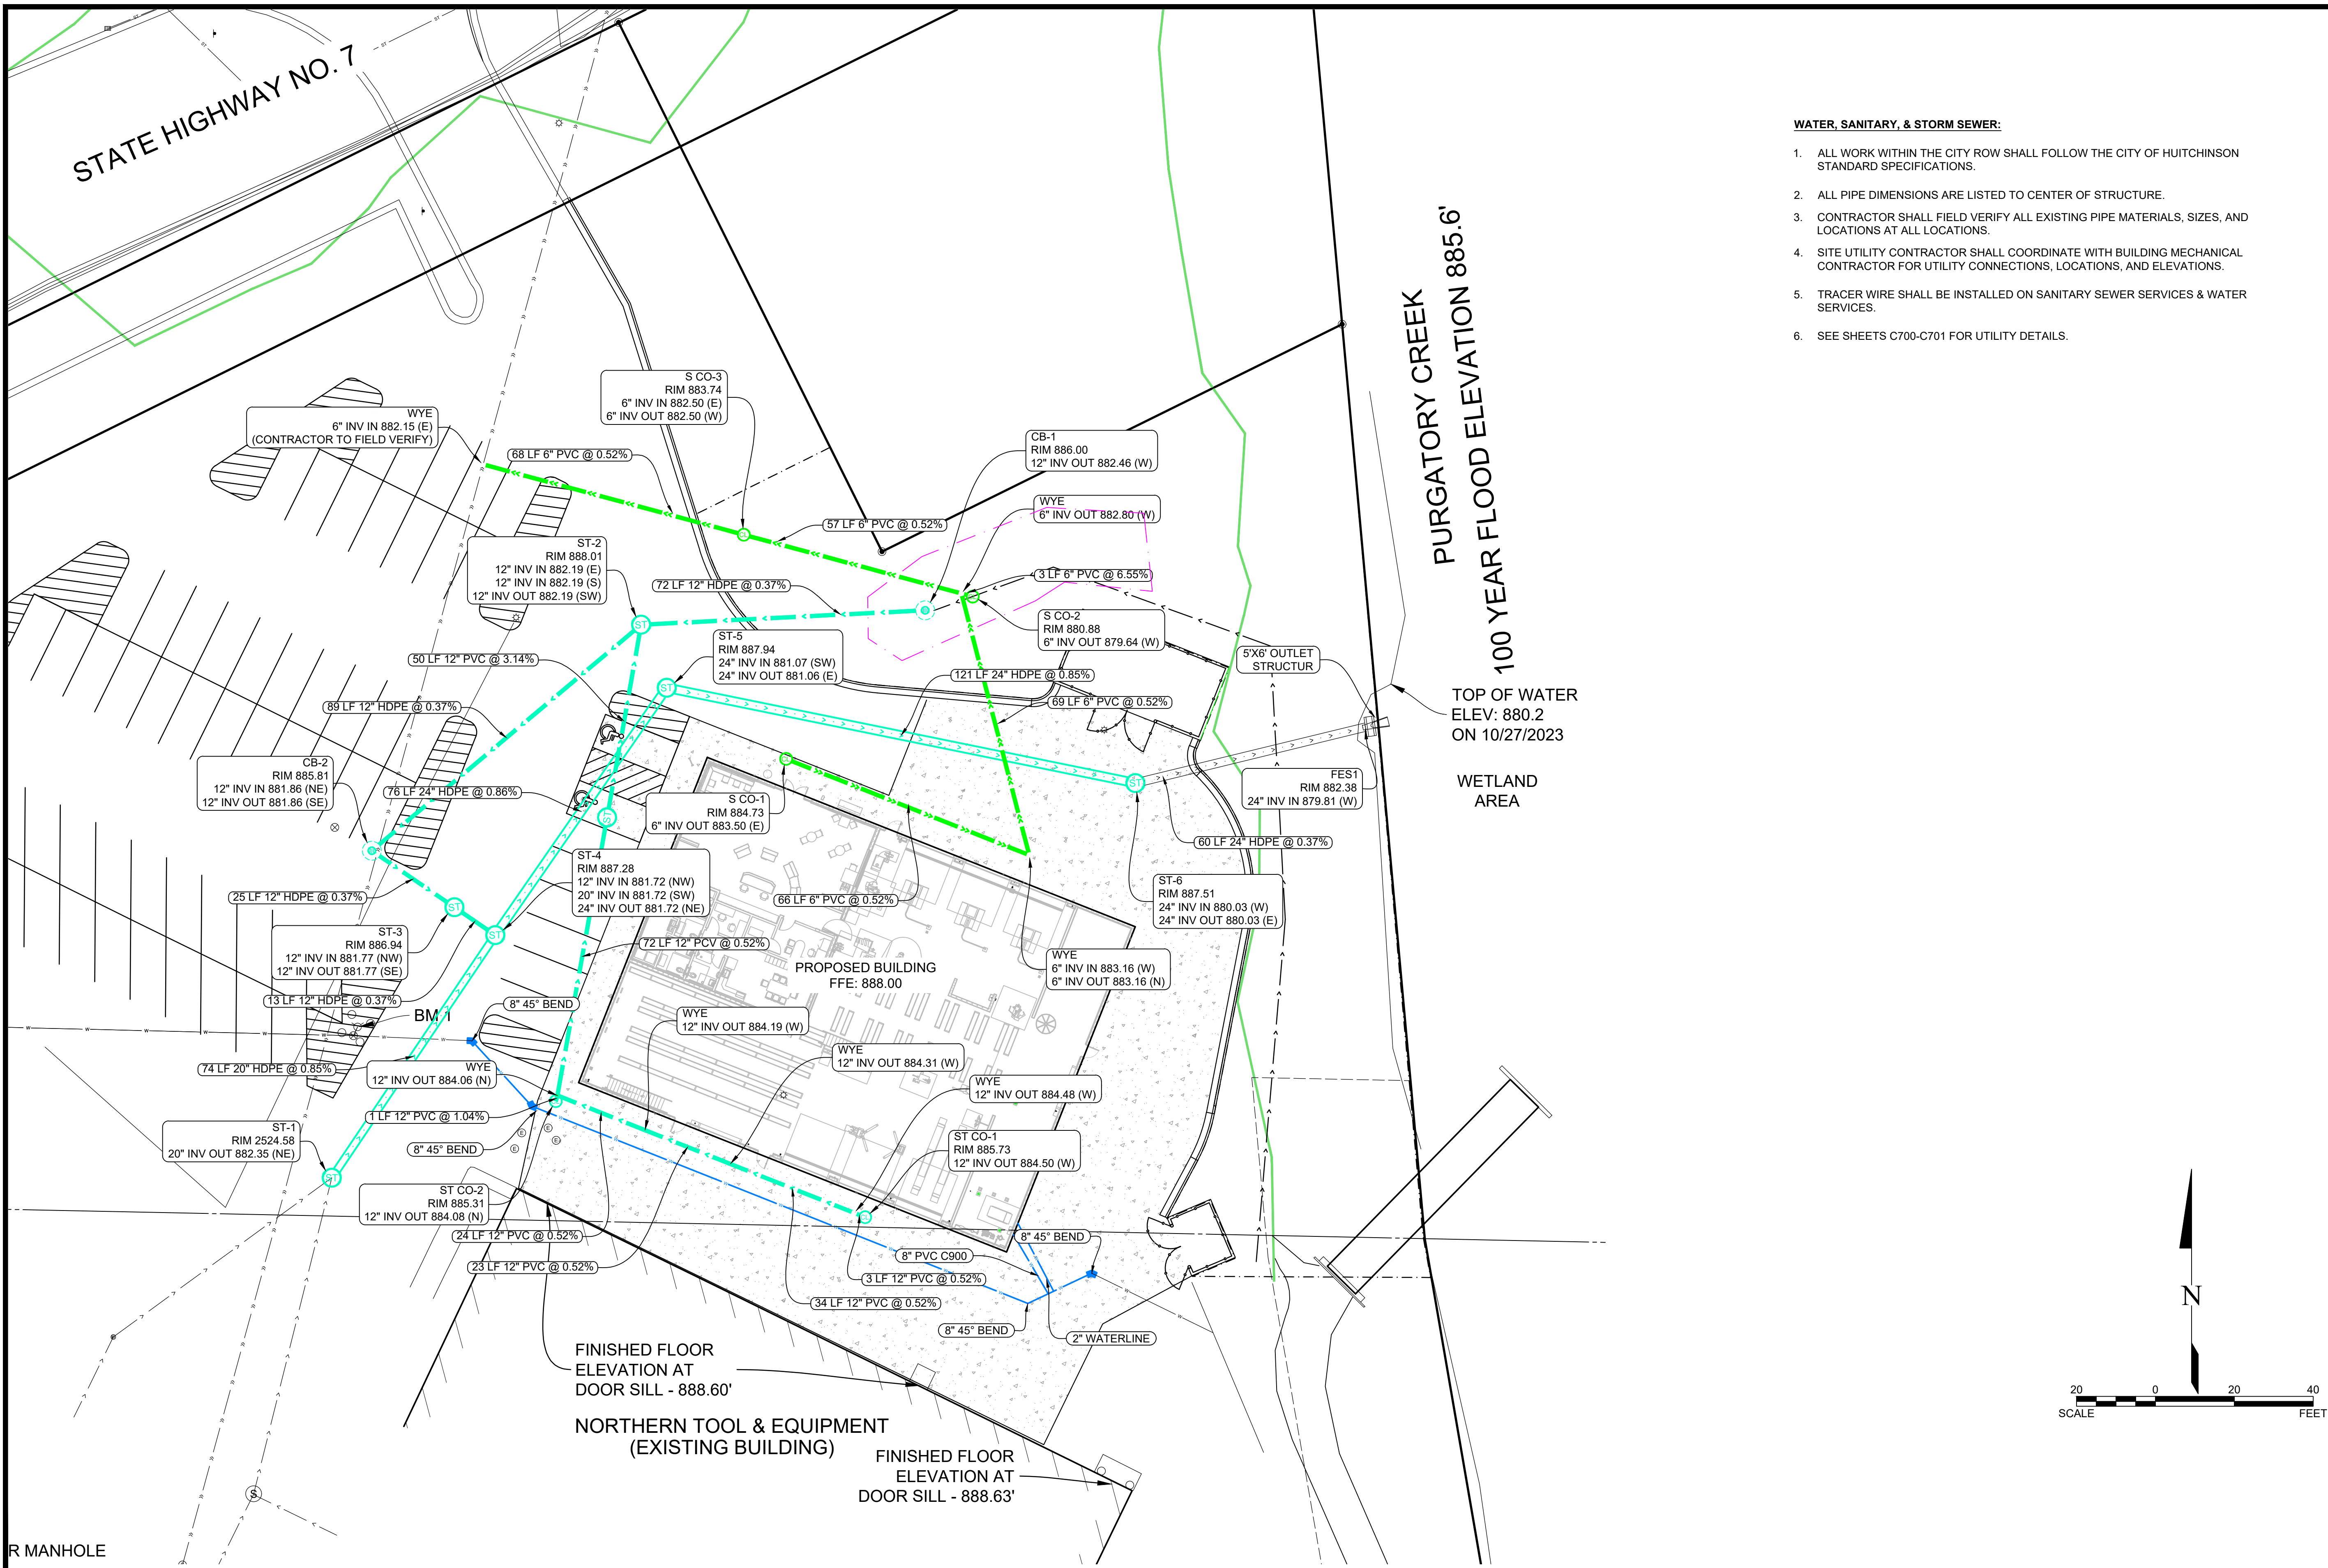 STATE HIGHWAY NO. 7
WATER, SANITARY, & STORM SEWER:
1. ALL WORK WITHIN THE CITY ROW SHALL FOLLOW THE CITY OF HUITCHINSON
STANDARD SPECIFICATIONS.
2. ALL PIPE DIMENSIONS ARE LISTED TO CENTER OF STRUCTURE.
3. CONTRACTOR SHALL FIELD VERIFY ALL EXISTING PIPE MATERIALS, SIZES, AND
LOCATIONS AT ALL LOCATIONS.
4. SITE UTILITY CONTRACTOR SHALL COORDINATE WITH BUILDING MECHANICAL
CONTRACTOR FOR UTILITY CONNECTIONS, LOCATIONS, AND ELEVATIONS.
5. TRACER WIRE SHALL BE INSTALLED ON SANITARY SEWER SERVICES & WATER
SERVICES.
6. SEE SHEETS C700-C701 FOR UTILITY DETAILS.
PURGATORY CREEK
100 YEAR FLOOD ELEVATION 885.6'
S CO-3
RIM 883.74
6" INV IN 882.50 (E)
6" INV OUT 882.50 (W)
WYE
6" INV IN 882.15 (E)
(CONTRACTOR TO FIELD VERIFY)
68 LF 6" PVC @ 0.52%
CB-1
RIM 886.00
12" INV OUT 882.46 (W)
WYE
6" INV OUT 882.80 (W)
57 LF 6" PVC @ 0.52%
ST-2
RIM 888.01
12" INV IN 882.19 (E)
12" INV IN 882.19 (S)
12" INV OUT 882.19 (SW)
72 LF 12" HDPE @ 0.37%
3 LF 6" PVC @ 6.55%
S CO-2
RIM 880.88
6" INV OUT 879.64 (W)
ST-5
RIM 887.94
24" INV IN 881.07 (SW)
24" INV OUT 881.06 (E)
50 LF 12" PVC @ 3.14%
121 LF 24" HDPE @ 0.85%
5'X6' OUTLET
STRUCTUR
TOP OF WATER
ELEV: 880.2
ON 10/27/2023
69 LF 6" PVC @ 0.52%
89 LF 12" HDPE @ 0.37%
CB-2
RIM 885.81
12" INV IN 881.86 (NE)
12" INV OUT 881.86 (SE)
76 LF 24" HDPE @ 0.86%
S CO-1
RIM 884.73
6" INV OUT 883.50 (E)
FES1
RIM 882.38
24" INV IN 879.81 (W)
WETLAND
AREA
60 LF 24" HDPE @ 0.37%
ST-4
RIM 887.28
12" INV IN 881.72 (NW)
20" INV IN 881.72 (SW)
24" INV OUT 881.72 (NE)
25 LF 12" HDPE @ 0.37%
66 LF 6" PVC @ 0.52%
ST-6
RIM 887.51
24" INV IN 880.03 (W)
24" INV OUT 880.03 (E)
ST-3
RIM 886.94
12" INV IN 881.77 (NW)
12" INV OUT 881.77 (SE)
72 LF 12" PCV @ 0.52%
PROPOSED BUILDING
FFE: 888.00
WYE
6" INV IN 883.16 (W)
6" INV OUT 883.16 (N)
13 LF 12" HDPE @ 0.37%
8" 45° BEND
BM 1
WYE
12" INV OUT 884.19 (W)
WYE
12" INV OUT 884.31 (W)
74 LF 20" HDPE @ 0.85%
WYE
12" INV OUT 884.06 (N)
WYE
12" INV OUT 884.48 (W)
1 LF 12" PVC @ 1.04%
ST-1
RIM 2524.58
20" INV OUT 882.35 (NE)
8" 45° BEND
ST CO-1
RIM 885.73
12" INV OUT 884.50 (W)
ST CO-2
RIM 885.31
12" INV OUT 884.08 (N)
24 LF 12" PVC @ 0.52%
8" 45° BEND
8" PVC C900
23 LF 12" PVC @ 0.52%
3 LF 12" PVC @ 0.52%
34 LF 12" PVC @ 0.52%
8" 45° BEND
2" WATERLINE
FINISHED FLOOR
ELEVATION AT
DOOR SILL - 888.60'
NORTHERN TOOL & EQUIPMENT
(EXISTING BUILDING)
FINISHED FLOOR
ELEVATION AT
DOOR SILL - 888.63'
R MANHOLE
N
20 0 20 40
SCALE FEET